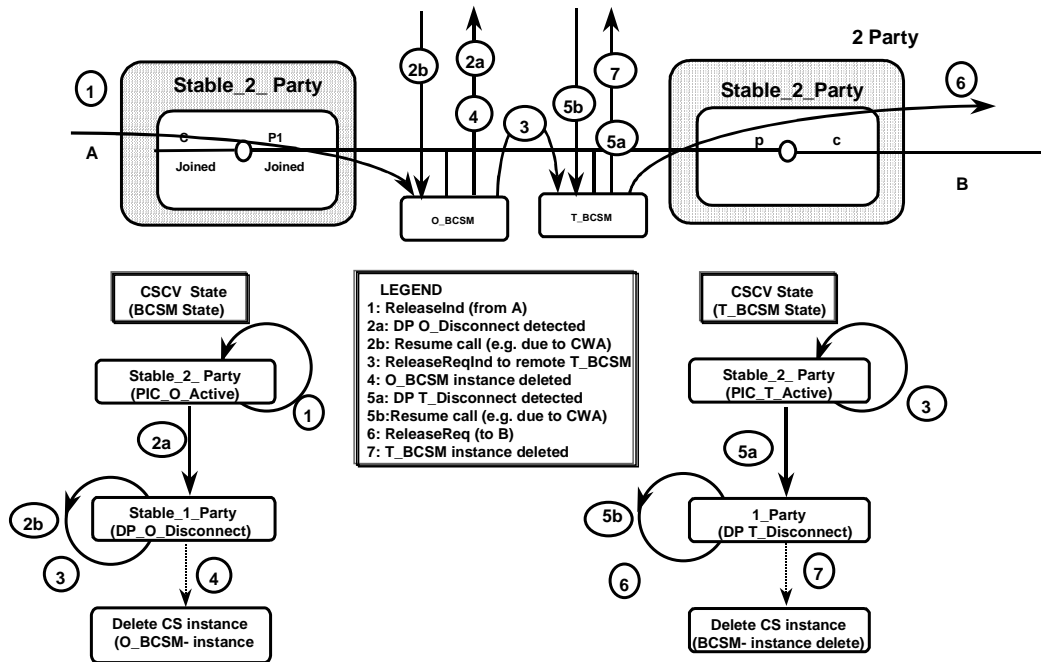 2 Party
1
2b
2a
7
6
Stable_2_ Party
Stable_2_Party
4
3
5b
5a
C
P1
p
c
A
Joined
Joined
B
O_BCSM
T_BCSM
CSCV State
(BCSM State)
LEGEND
1: ReleaseInd (from A)
2a: DP O_Disconnect detected
2b: Resume call (e.g. due to CWA)
3: ReleaseReqInd to remote T_BCSM
4: O_BCSM instance deleted
5a: DP T_Disconnect detected
5b:Resume call (e.g. due to CWA)
6: ReleaseReq (to B)
7: T_BCSM instance deleted
CSCV State
(T_BCSM State)
Stable_2_ Party
(PIC_O_Active)
1
Stable_2_ Party
(PIC_T_Active)
3
2a
5a
2b
Stable_1_Party
(DP_O_Disconnect)
5b
1_Party
(DP T_Disconnect)
3
4
6
7
Delete CS instance
(O_BCSM- instance
Delete CS instance
(BCSM- instance delete)